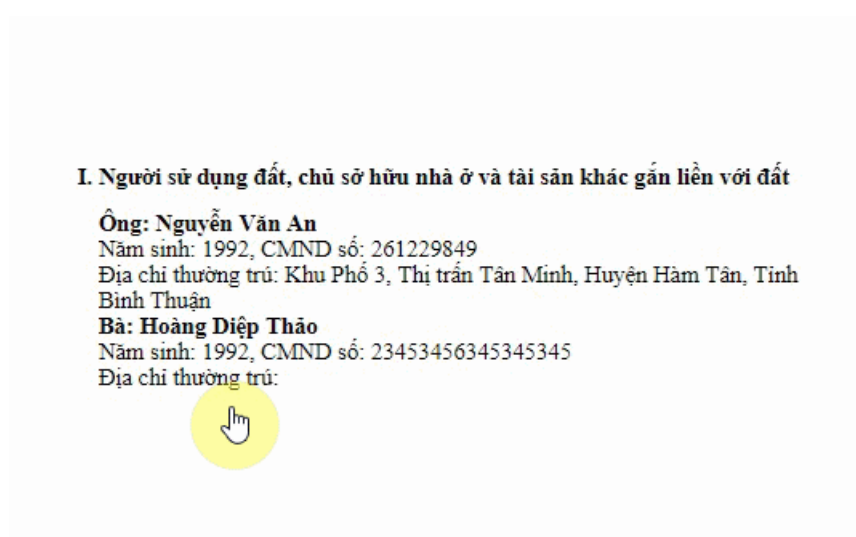 I. Người sử dụng đất, chủ sở hữu nhà ở và tài sản khác gắn liền với đất
Ông: Nguyễn Văn An
Năm sinh: 1992, CMND số: 261229849
Địa chỉ thường trú: Khu Phố 3, Thị trấn Tân Minh, Huyện Hàm Tân, Tỉnh
Bình Thuận
Bà: Hoàng Diệp Thảo
Năm sinh: 1992, CMND số: 23453456345345345
Địa chỉ thường trú: